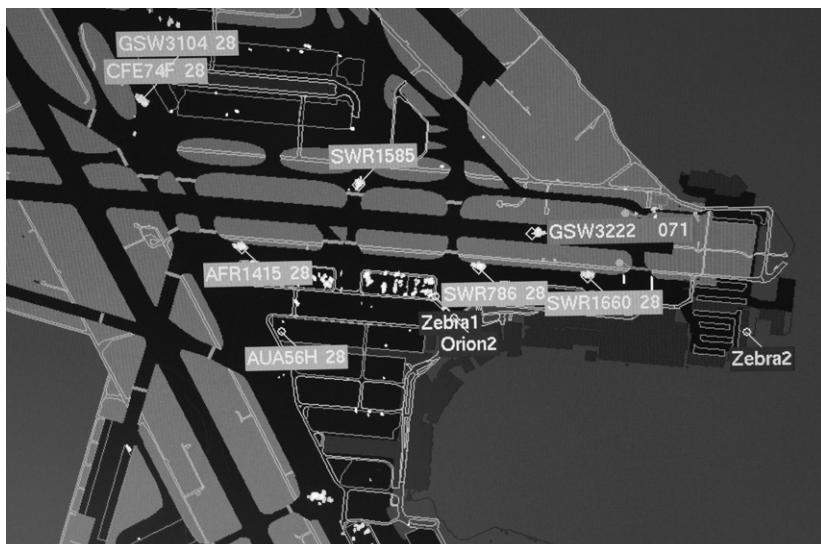 GSW3104 28
CFE74F 28
SWR1585
GSW3222 071
AFR1415 28
SWR786 28
SWR1660 28
Zebra1
Orion2
AUA56H 28
Zebra2